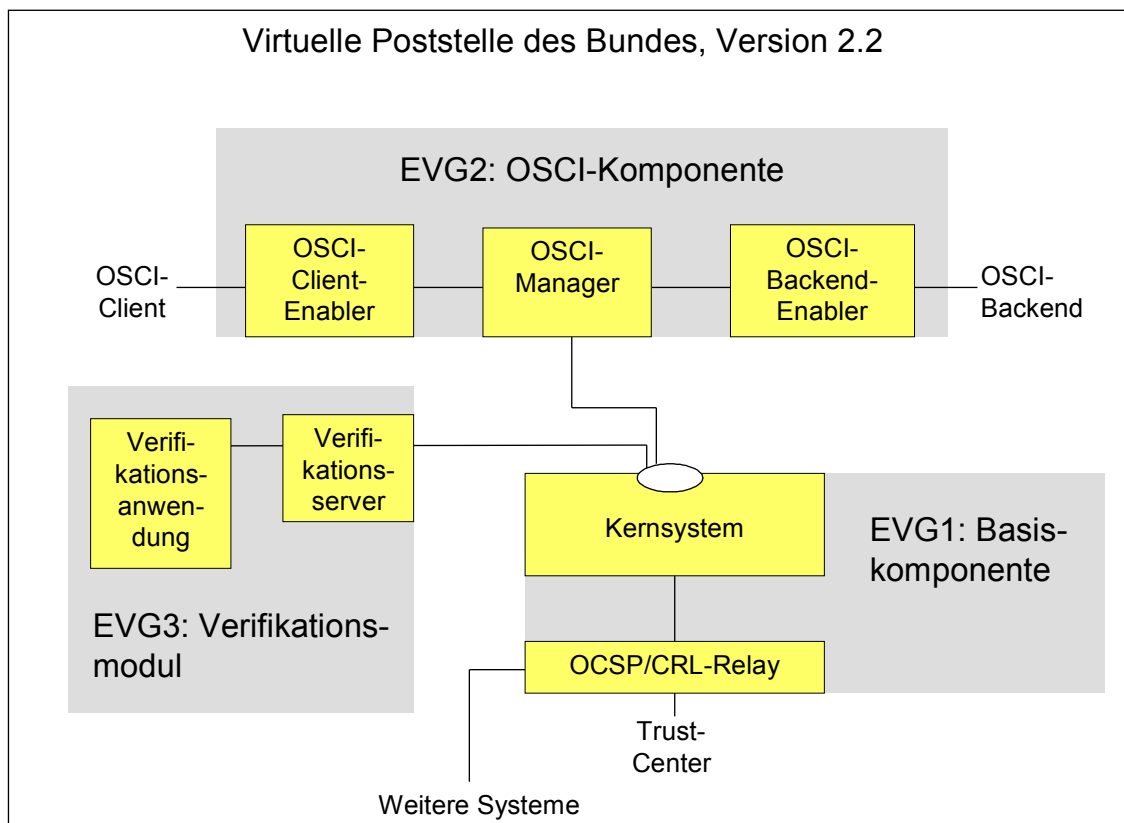 Virtuelle Poststelle des Bundes, Version 2.2
EVG2: OSCI-Komponente
OSCI-
Client
OSCI-
Client-
Enabler
OSCI-
Manager
OSCI-
Backend-
Enabler
OSCI-
Backend
Verifi-
kations-
anwen-
dung
Verifi-
kations-
server
EVG3: Verifikations-
modul
Kernsystem
EVG1: Basis-
komponente
OCSP/CRL-Relay
Trust-
Center
Weitere Systeme